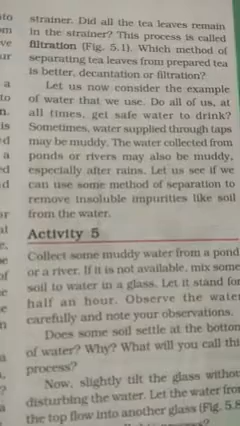 strainer. Did all the tea leaves remain
in the strainer? This process is called
filtration (Fig. 5.1). Which method of
separating tea leaves from prepared tea
is better, decantation or filtration?
Let us now consider the example
of water that we use. Do all of us, at
all times, get safe water to drink?
Sometimes, water supplied through taps
may be muddy. The water collected from
ponds or rivers may also be muddy,
especially after rains. Let us see if we
can use some method of separation to
remove insoluble impurities like soil
from the water.
Activity 5
Collect some muddy water from a pond
or a river. If it is not available, mix some
soil to water in a glass. Let it stand for
half an hour. Observe the water
carefully and note your observations.
Does some soil settle at the bottom
of water? Why? What will you call this
process?
Now, slightly tilt the glass without
disturbing the water. Let the water from
the top flow into another glass (Fig. 5.8